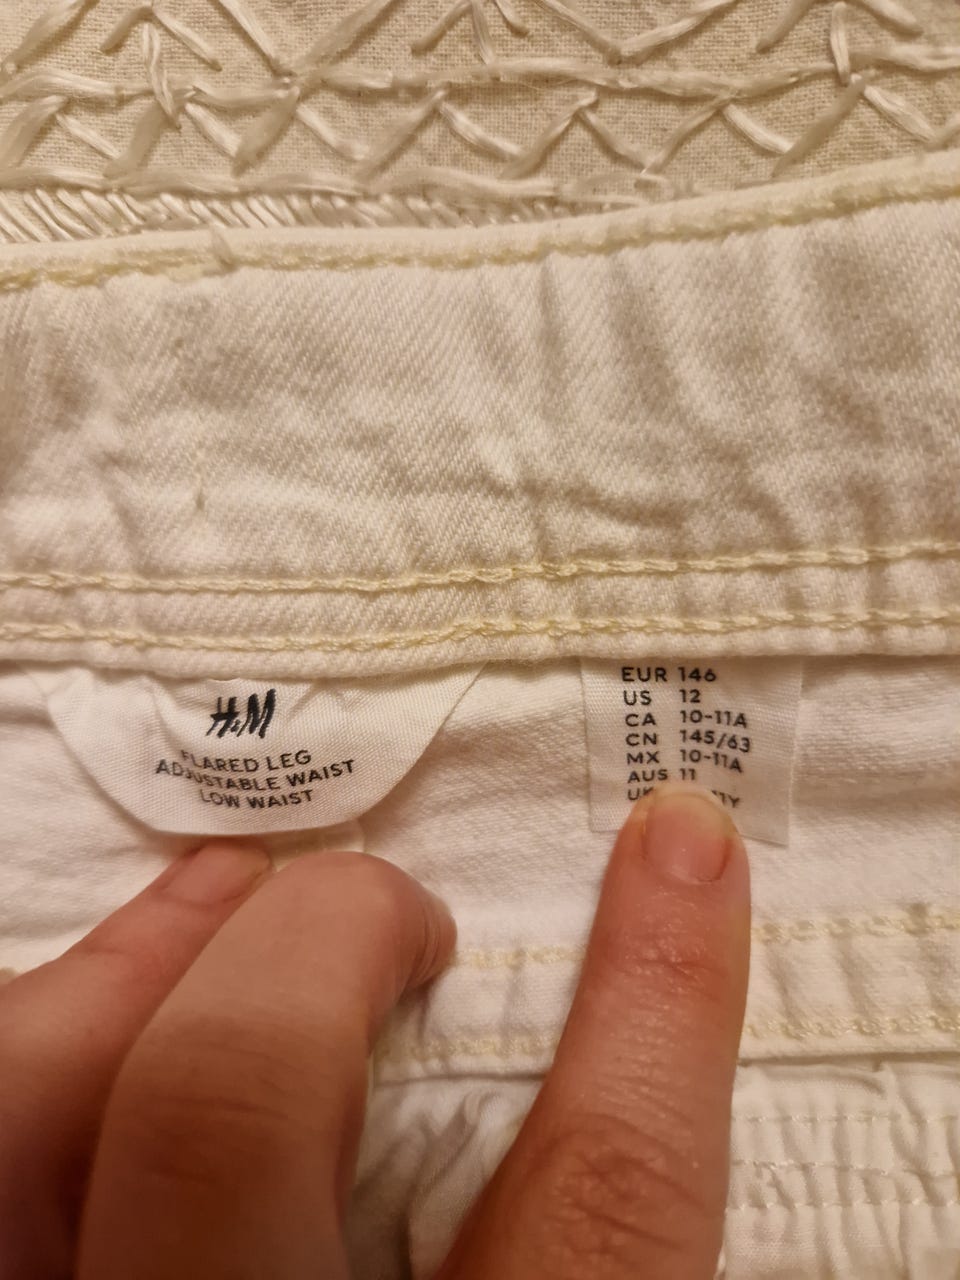 H&M
FLARED LEG
ADJUSTABLE WAIST
LOW WAIST
EUR 146
US 12
CA 10-11A
CN 145/63
MX 10-11A
AUS 11